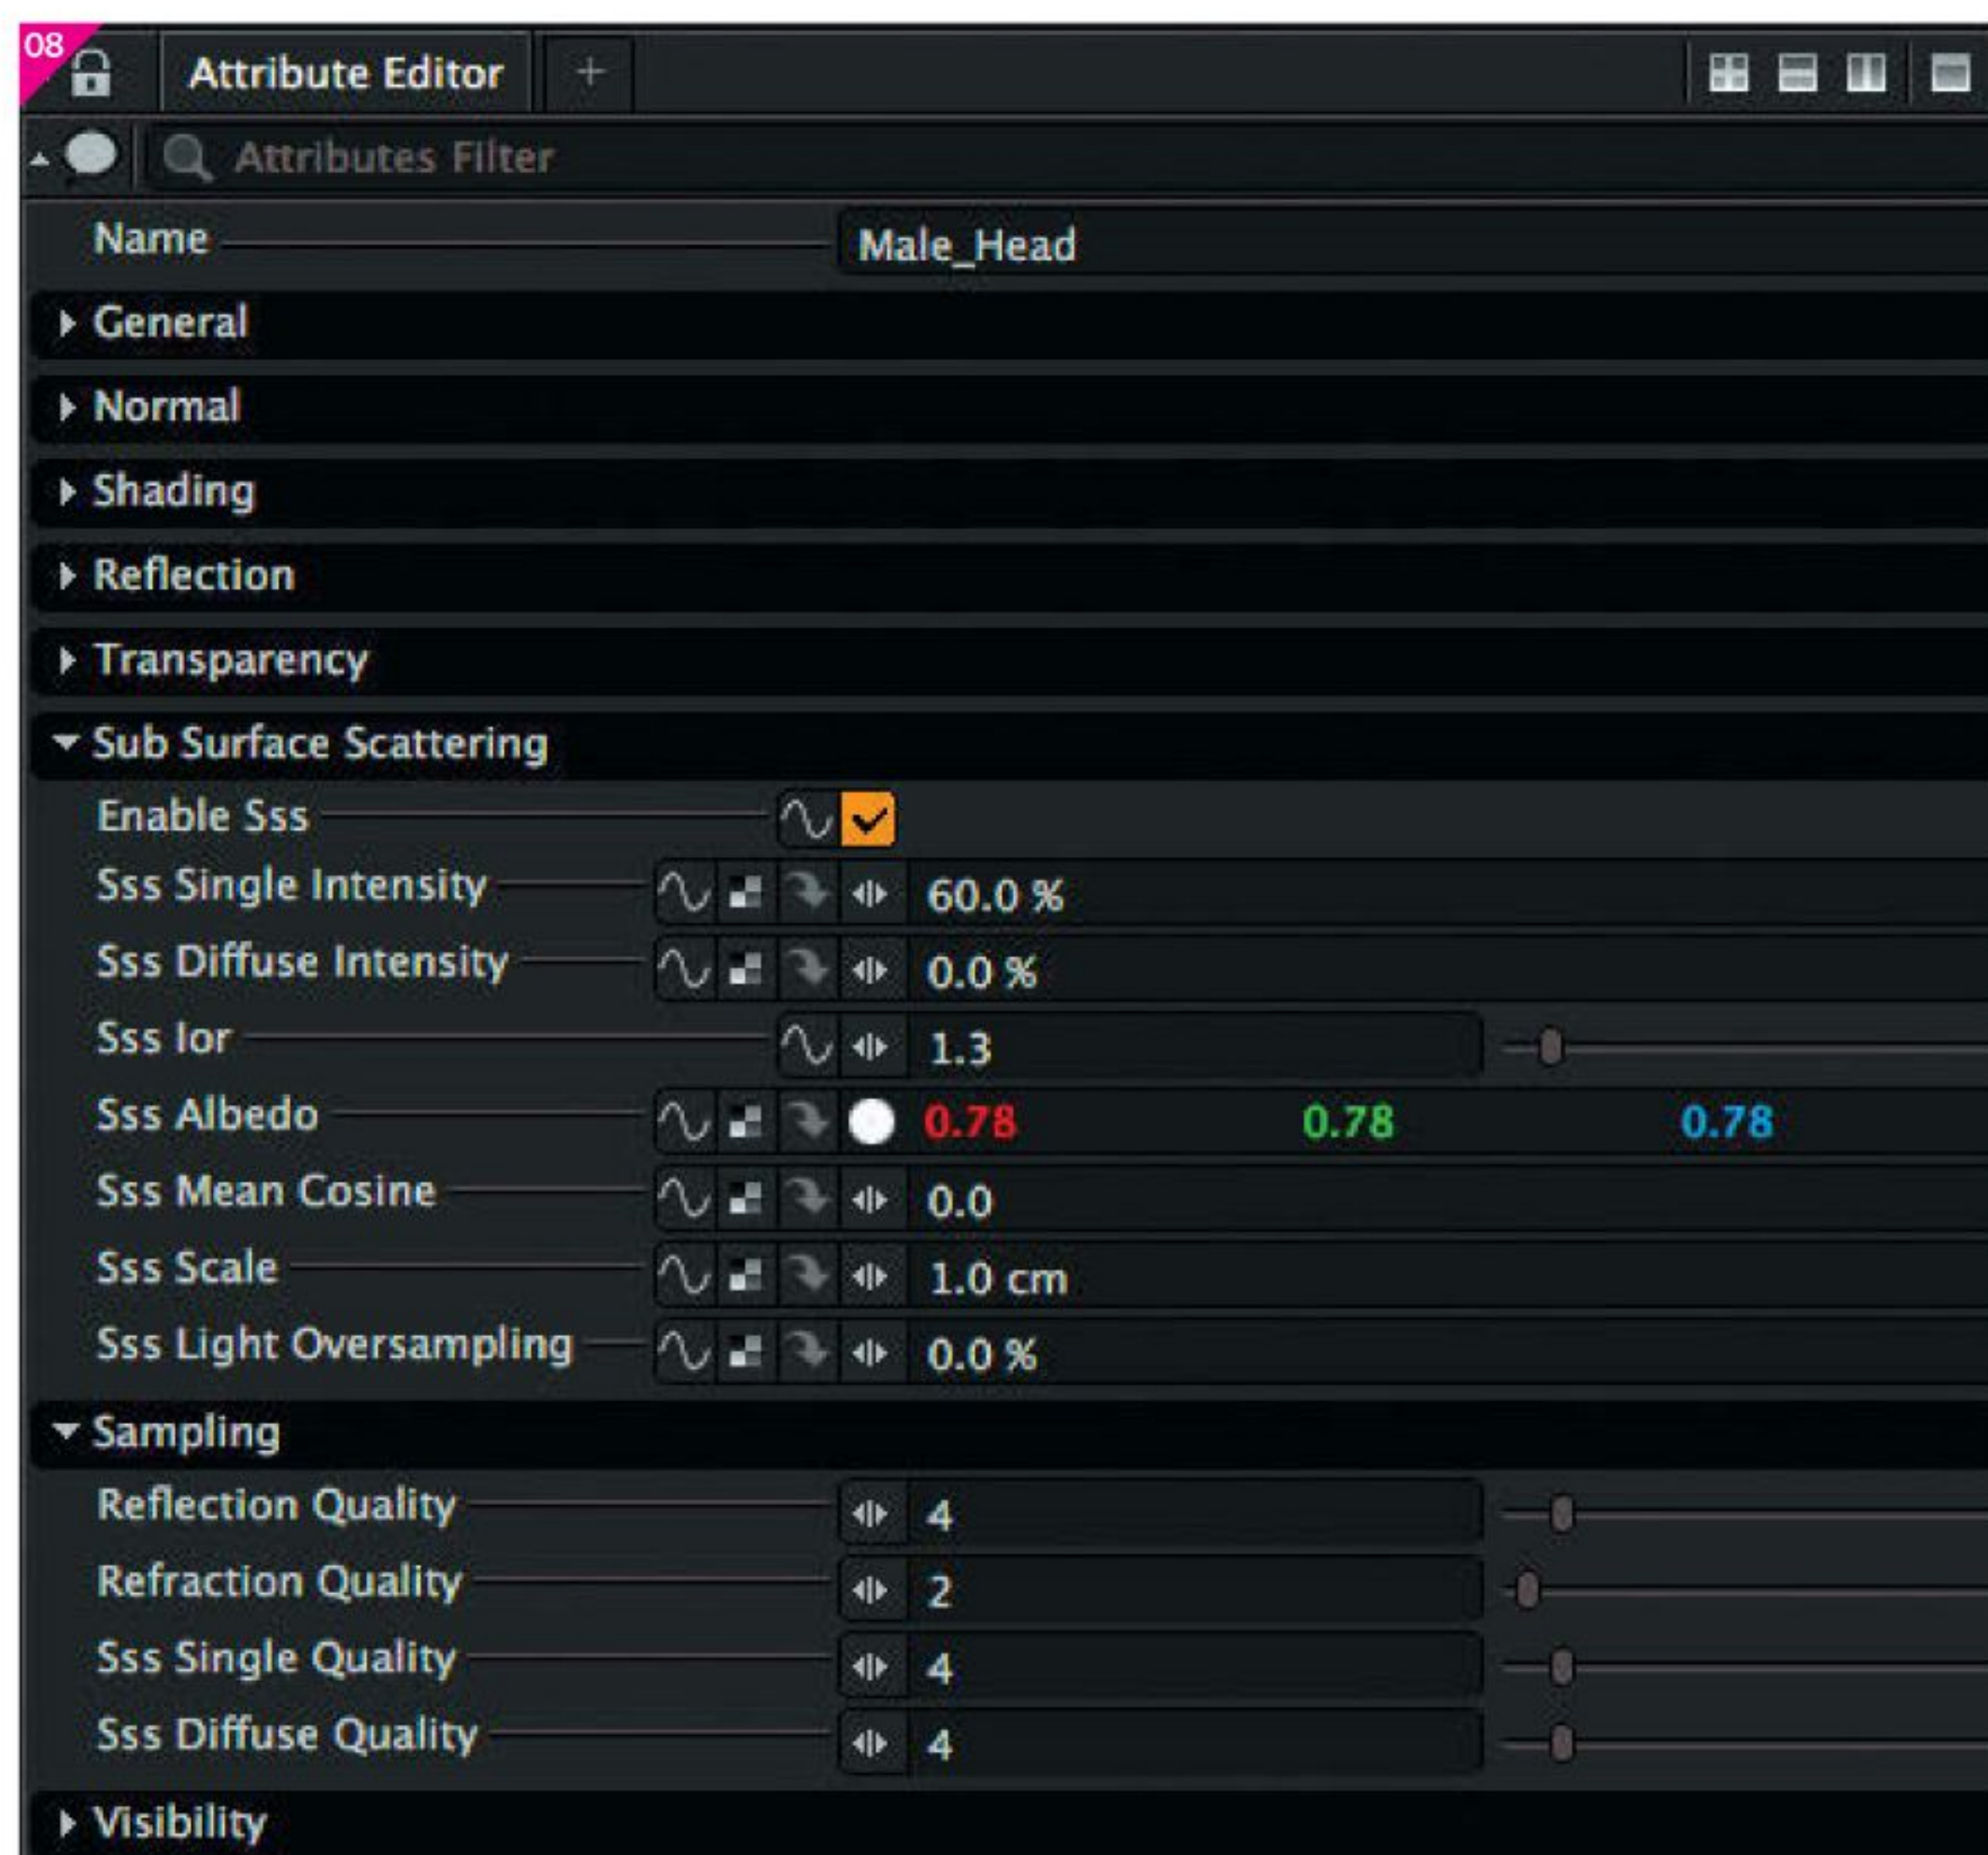 08
Attribute Editor +
Attributes Filter
Name Male_Head
General
Normal
Shading
Reflection
Transparency
Sub Surface Scattering
Enable Sss
Sss Single Intensity 60.0 %
Sss Diffuse Intensity 0.0 %
Sss Ior 1.3
Sss Albedo 0.78 0.78 0.78
Sss Mean Cosine 0.0
Sss Scale 1.0 cm
Sss Light Oversampling 0.0 %
Sampling
Reflection Quality 4
Refraction Quality 2
Sss Single Quality 4
Sss Diffuse Quality 4
Visibility